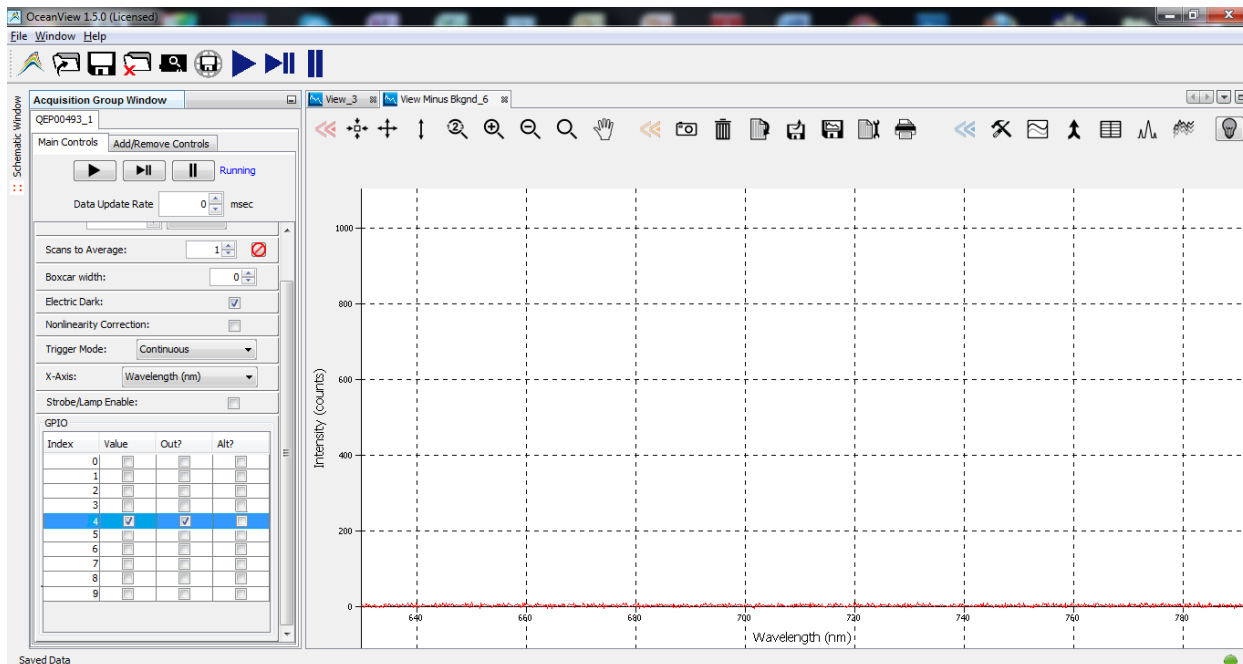 OceanView 1.5.0 (Licensed)
File Window Help
Schematic Window
Acquisition Group Window
QEP00493_1
Main Controls Add/Remove Controls
Running
Data Update Rate 0 msec
Scans to Average: 1
Boxcar width: 0
Electric Dark:
Nonlinearity Correction:
Trigger Mode: Continuous
X-Axis: Wavelength (nm)
Strobe/Lamp Enable:
GPIO
Index Value Out? Alt?
0
1
2
3
4
5
6
7
8
9
View_3 View Minus Bkgnd_6
Intensity (counts)
1000
800
600
400
200
0
640 660 680 700 720 740 760 780
Wavelength (nm)
Saved Data